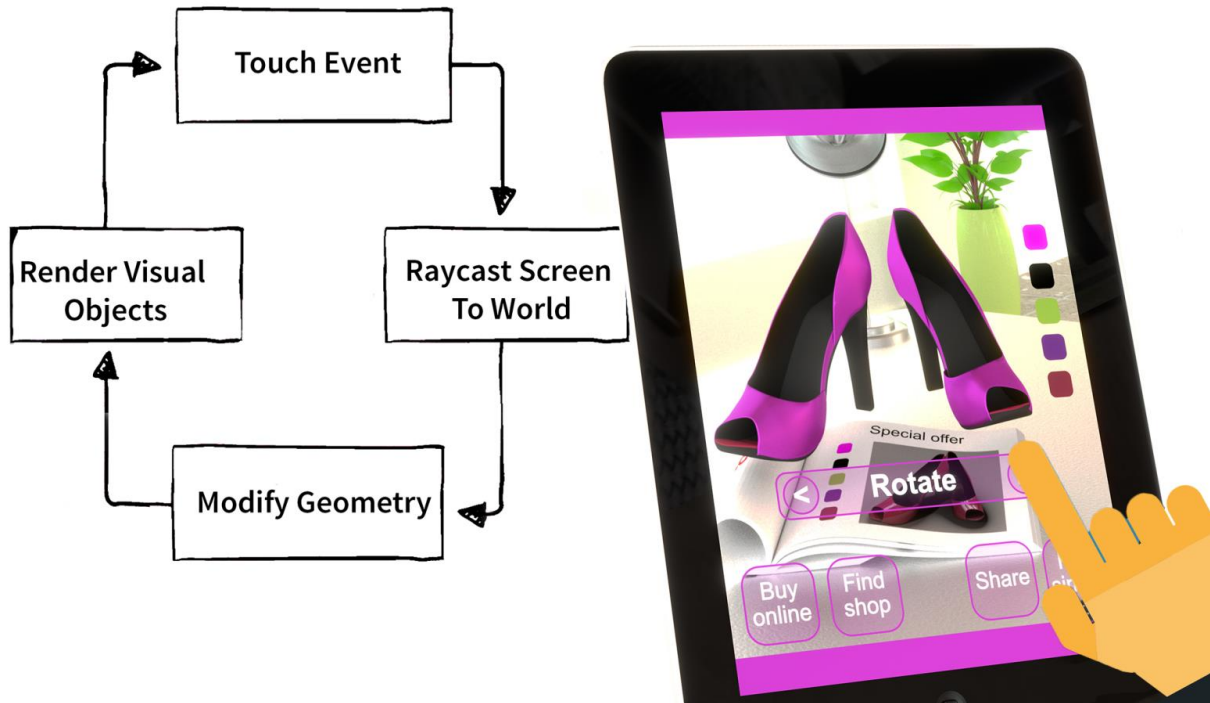 Touch Event
Render Visual
Objects
Raycast Screen
To World
Modify Geometry
Special offer
<
Rotate
Buy
online
Find
shop
Share